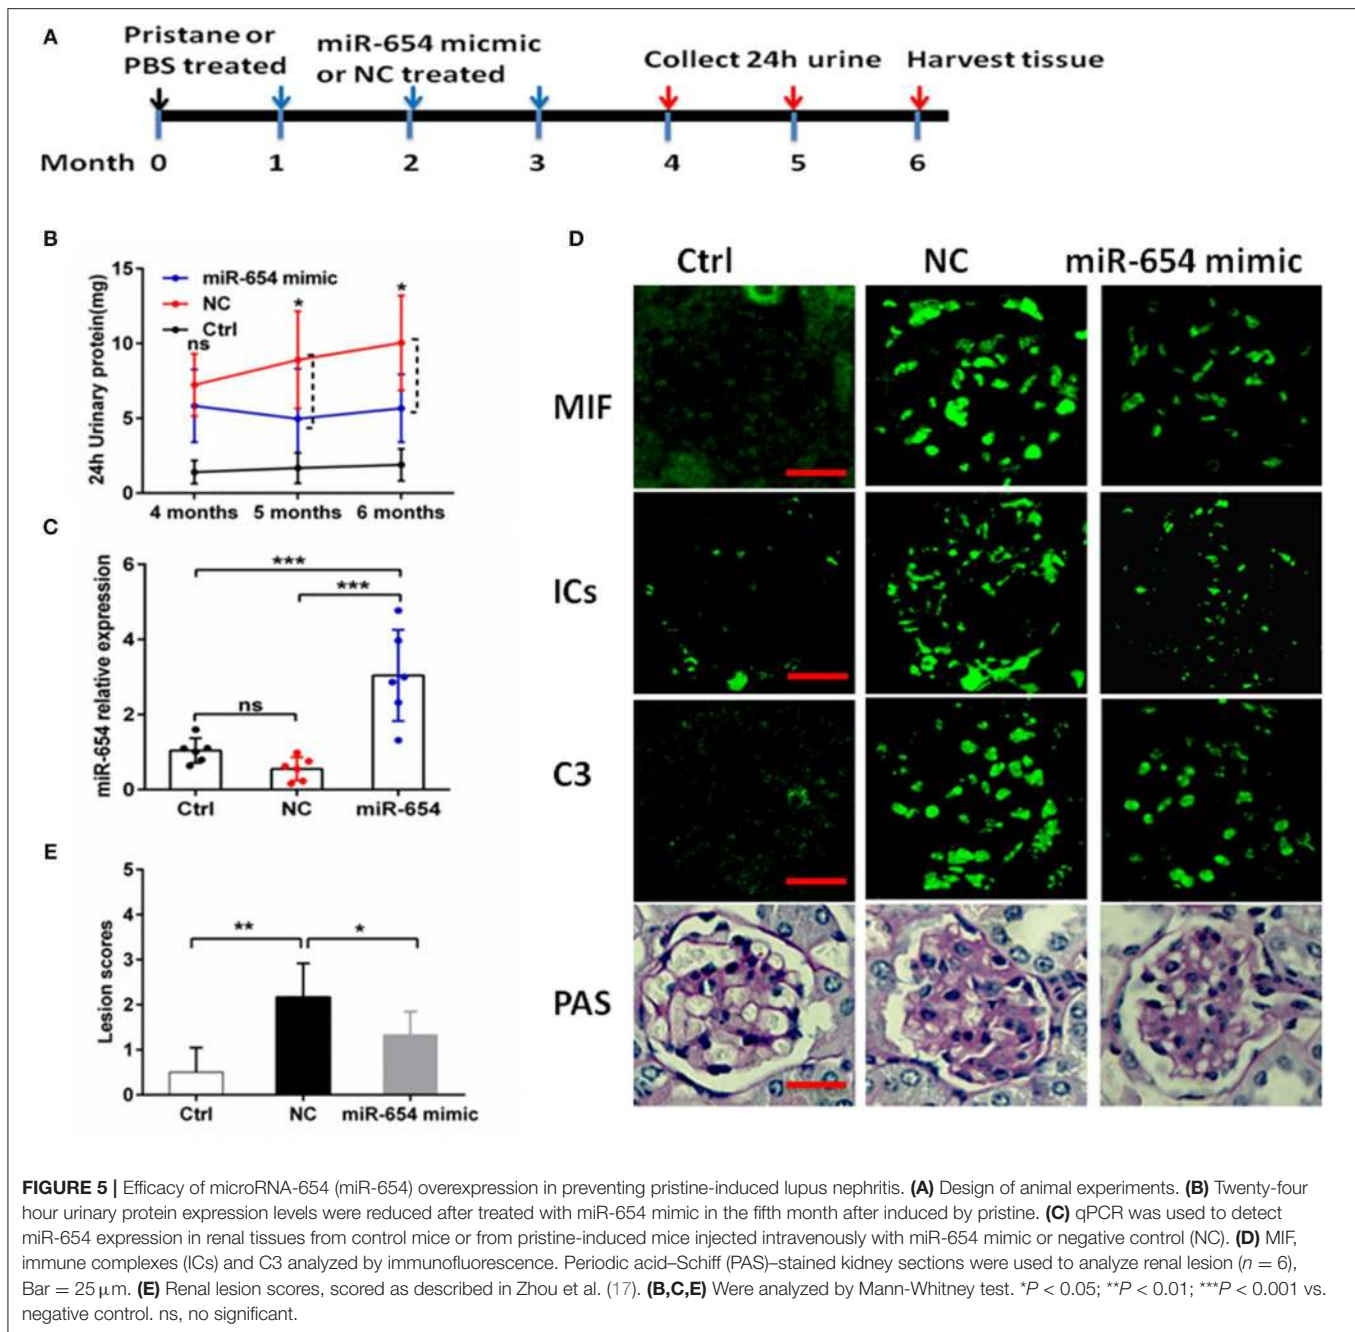 A
Pristane or
PBS treated
miR-654 micmic
or NC treated
Collect 24h urine
Harvest tissue
Month 0 1 2 3 4 5 6
B
24h Urinary protein(mg)
15
10
5
0
miR-654 mimic
NC
Ctrl
ns
*
*
4 months 5 months 6 months
C
miR-654 relative expression
6
4
2
0
***
***
ns
Ctrl NC miR-654
E
Lesion scores
5
4
3
2
1
0
**
*
Ctrl NC miR-654 mimic
D
Ctrl NC miR-654 mimic
MIF
ICs
C3
PAS
FIGURE 5 | Efficacy of microRNA-654 (miR-654) overexpression in preventing pristine-induced lupus nephritis. (A) Design of animal experiments. (B) Twenty-four
hour urinary protein expression levels were reduced after treated with miR-654 mimic in the fifth month after induced by pristine. (C) qPCR was used to detect
miR-654 expression in renal tissues from control mice or from pristine-induced mice injected intravenously with miR-654 mimic or negative control (NC). (D) MIF,
immune complexes (ICs) and C3 analyzed by immunofluorescence. Periodic acid–Schiff (PAS)–stained kidney sections were used to analyze renal lesion (n = 6),
Bar = 25 μm. (E) Renal lesion scores, scored as described in Zhou et al. (17). (B,C,E) Were analyzed by Mann-Whitney test. *P < 0.05; **P < 0.01; ***P < 0.001 vs.
negative control. ns, no significant.